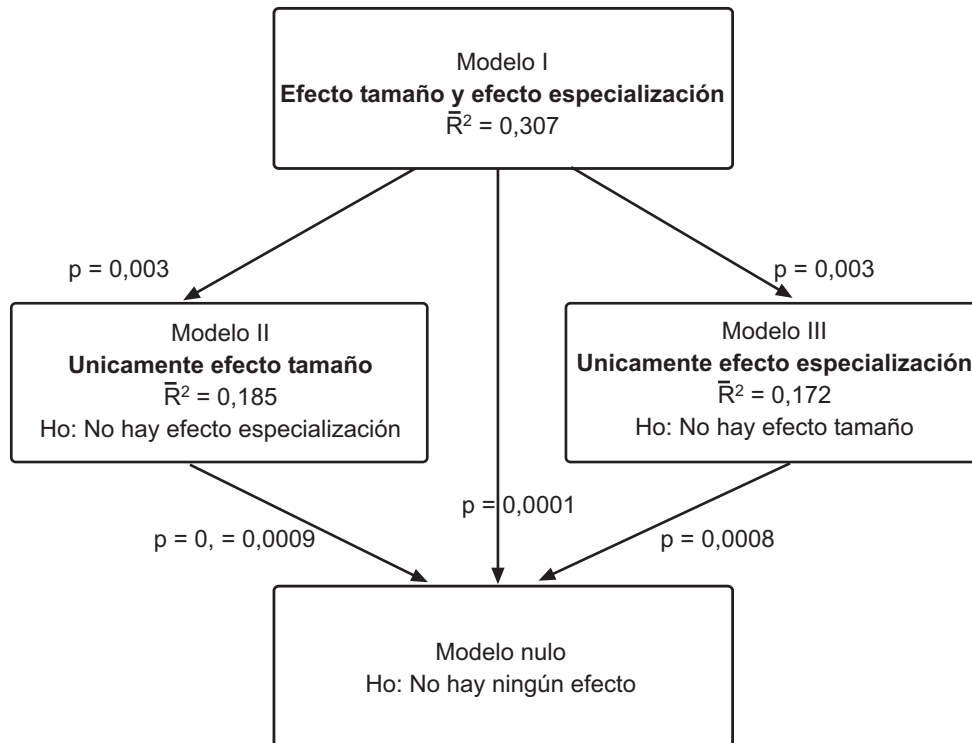 Modelo I
Efecto tamaño y efecto especialización
R̄² = 0,307
p = 0,003
p = 0,003
Modelo II
Unicamente efecto tamaño
R̄² = 0,185
Ho: No hay efecto especialización
Modelo III
Unicamente efecto especialización
R̄² = 0,172
Ho: No hay efecto tamaño
p = 0, = 0,0009
p = 0,0001
p = 0,0008
Modelo nulo
Ho: No hay ningún efecto